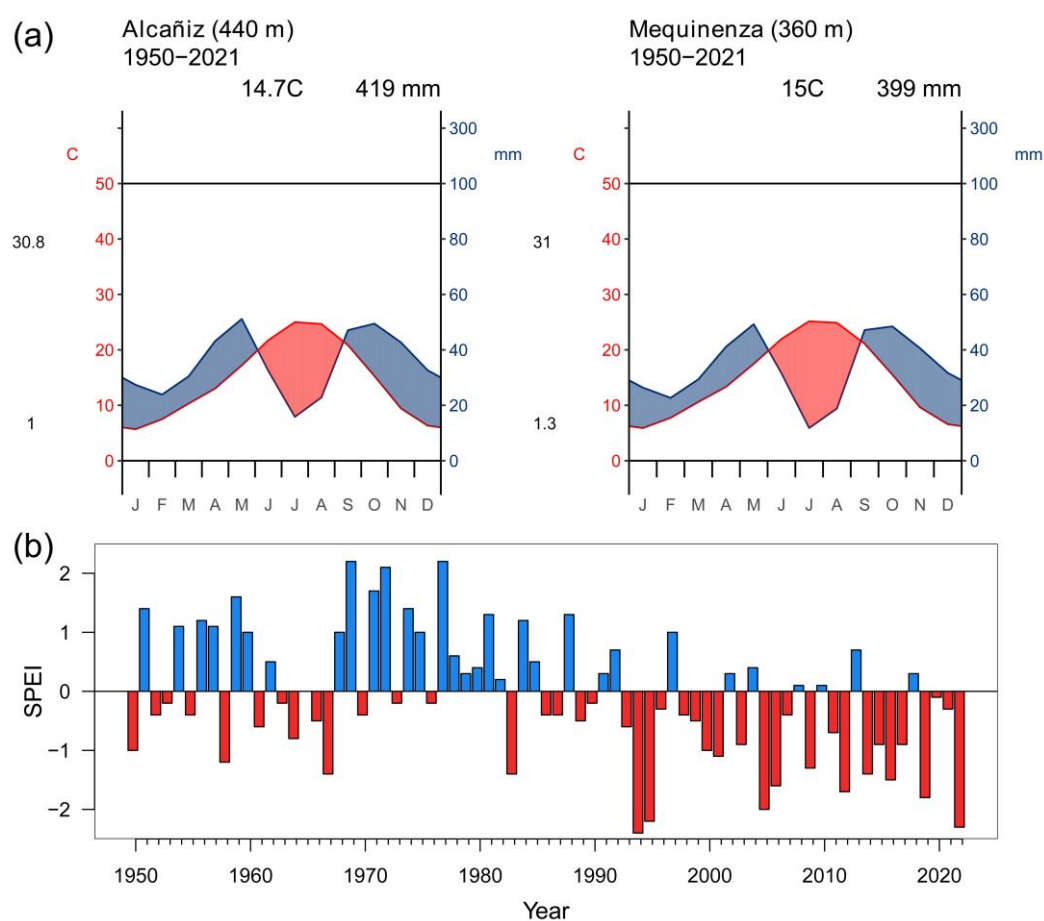 (a)
Alcañiz (440 m)
1950−2021
14.7C 419 mm
C
mm
300
50
100
40
80
30
60
20
40
10
20
0
0
30.8
1
J F M A M J J A S O N D
Mequinenza (360 m)
1950−2021
15C 399 mm
C
mm
300
50
100
40
80
30
60
20
40
10
20
0
0
31
1.3
J F M A M J J A S O N D
(b)
SPEI
2
1
0
−1
−2
1950 1960 1970 1980 1990 2000 2010 2020
Year